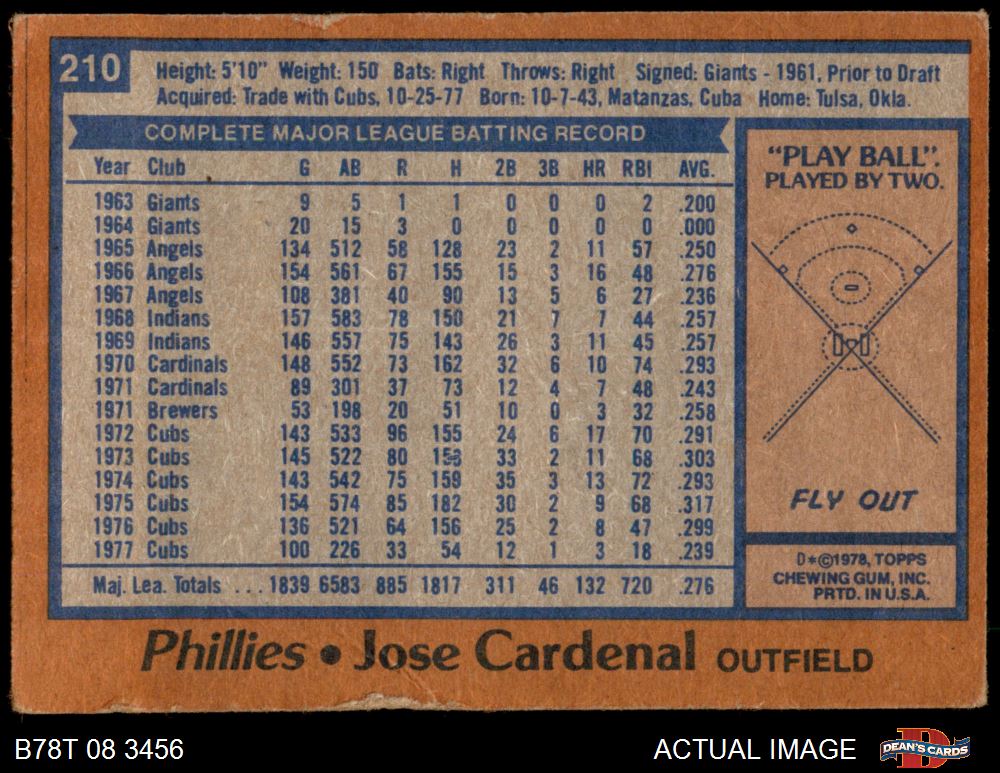 210
Height: 5'10" Weight: 150 Bats: Right Throws: Right Signed: Giants - 1961, Prior to Draft
Acquired: Trade with Cubs, 10-25-77 Born: 10-7-43, Matanzas, Cuba Home: Tulsa, Okla.
COMPLETE MAJOR LEAGUE BATTING RECORD
Year Club G AB R H 2B 3B HR RBI AVG.
1963 Giants 9 5 1 1 0 0 0 2 .200
1964 Giants 20 15 3 0 0 0 0 0 .000
1965 Angels 134 512 58 128 23 2 11 57 .250
1966 Angels 154 561 67 155 15 3 16 48 .276
1967 Angels 108 381 40 90 13 5 6 27 .236
1968 Indians 157 583 78 150 21 7 7 44 .257
1969 Indians 146 557 75 143 26 3 11 45 .257
1970 Cardinals 148 552 73 162 32 6 10 74 .293
1971 Cardinals 89 301 37 73 12 4 7 48 .243
1971 Brewers 53 198 20 51 10 0 3 32 .258
1972 Cubs 143 533 96 155 24 6 17 70 .291
1973 Cubs 145 522 80 158 33 2 11 68 .303
1974 Cubs 143 542 75 159 35 3 13 72 .293
1975 Cubs 154 574 85 182 30 2 9 68 .317
1976 Cubs 136 521 64 156 25 2 8 47 .299
1977 Cubs 100 226 33 54 12 1 3 18 .239
Maj. Lea. Totals ... 1839 6583 885 1817 311 46 132 720 .276
"PLAY BALL".
PLAYED BY TWO.
FLY OUT
D*©1978, TOPPS
CHEWING GUM, INC.
PRTD. IN U.S.A.
Phillies • Jose Cardenal OUTFIELD
B78T 08 3456
ACTUAL IMAGE
DEAN'S CARDS